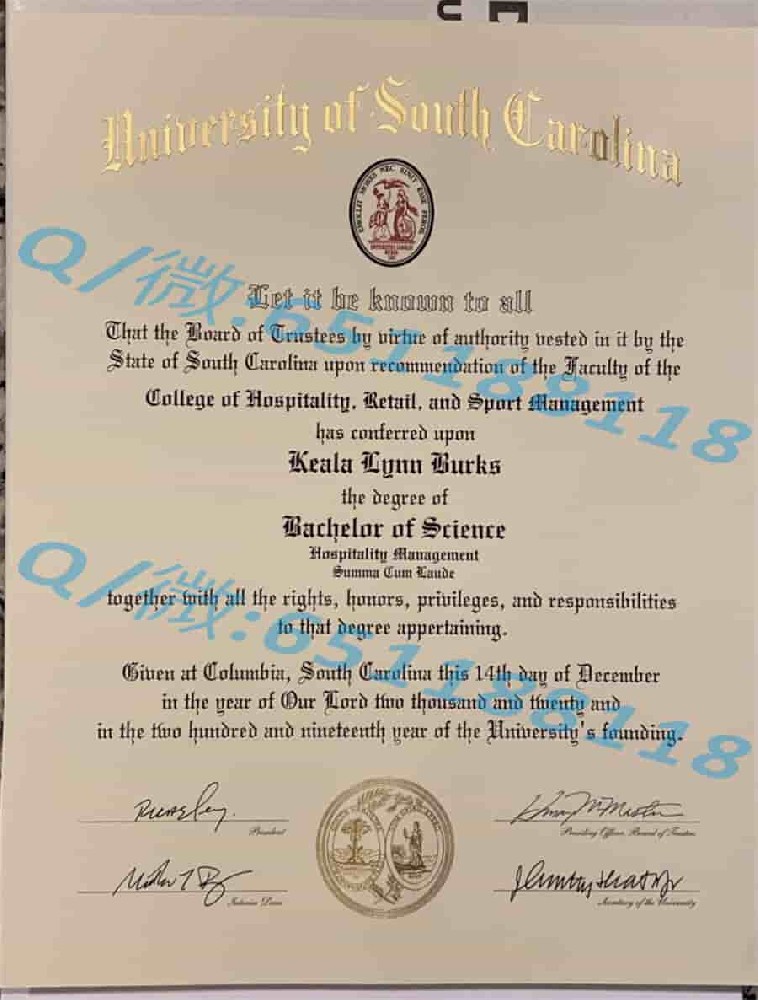 University of South Carolina
Let it be known to all
That the Board of Trustees by virtue of authority vested in it by the
State of South Carolina upon recommendation of the Faculty of the
College of Hospitality, Retail, and Sport Management
has conferred upon
Keala Lynn Burks
the degree of
Bachelor of Science
Hospitality Management
Summa Cum Laude
together with all the rights, honors, privileges, and responsibilities
to that degree appertaining.
Given at Columbia, South Carolina this 14th day of December
in the year of Our Lord two thousand and twenty and
in the two hundred and nineteenth year of the University's founding.
President
Presiding Officer, Board of Trustees
Interim Dean
Secretary of the University
Q/微:651188118
Q/微:651188118